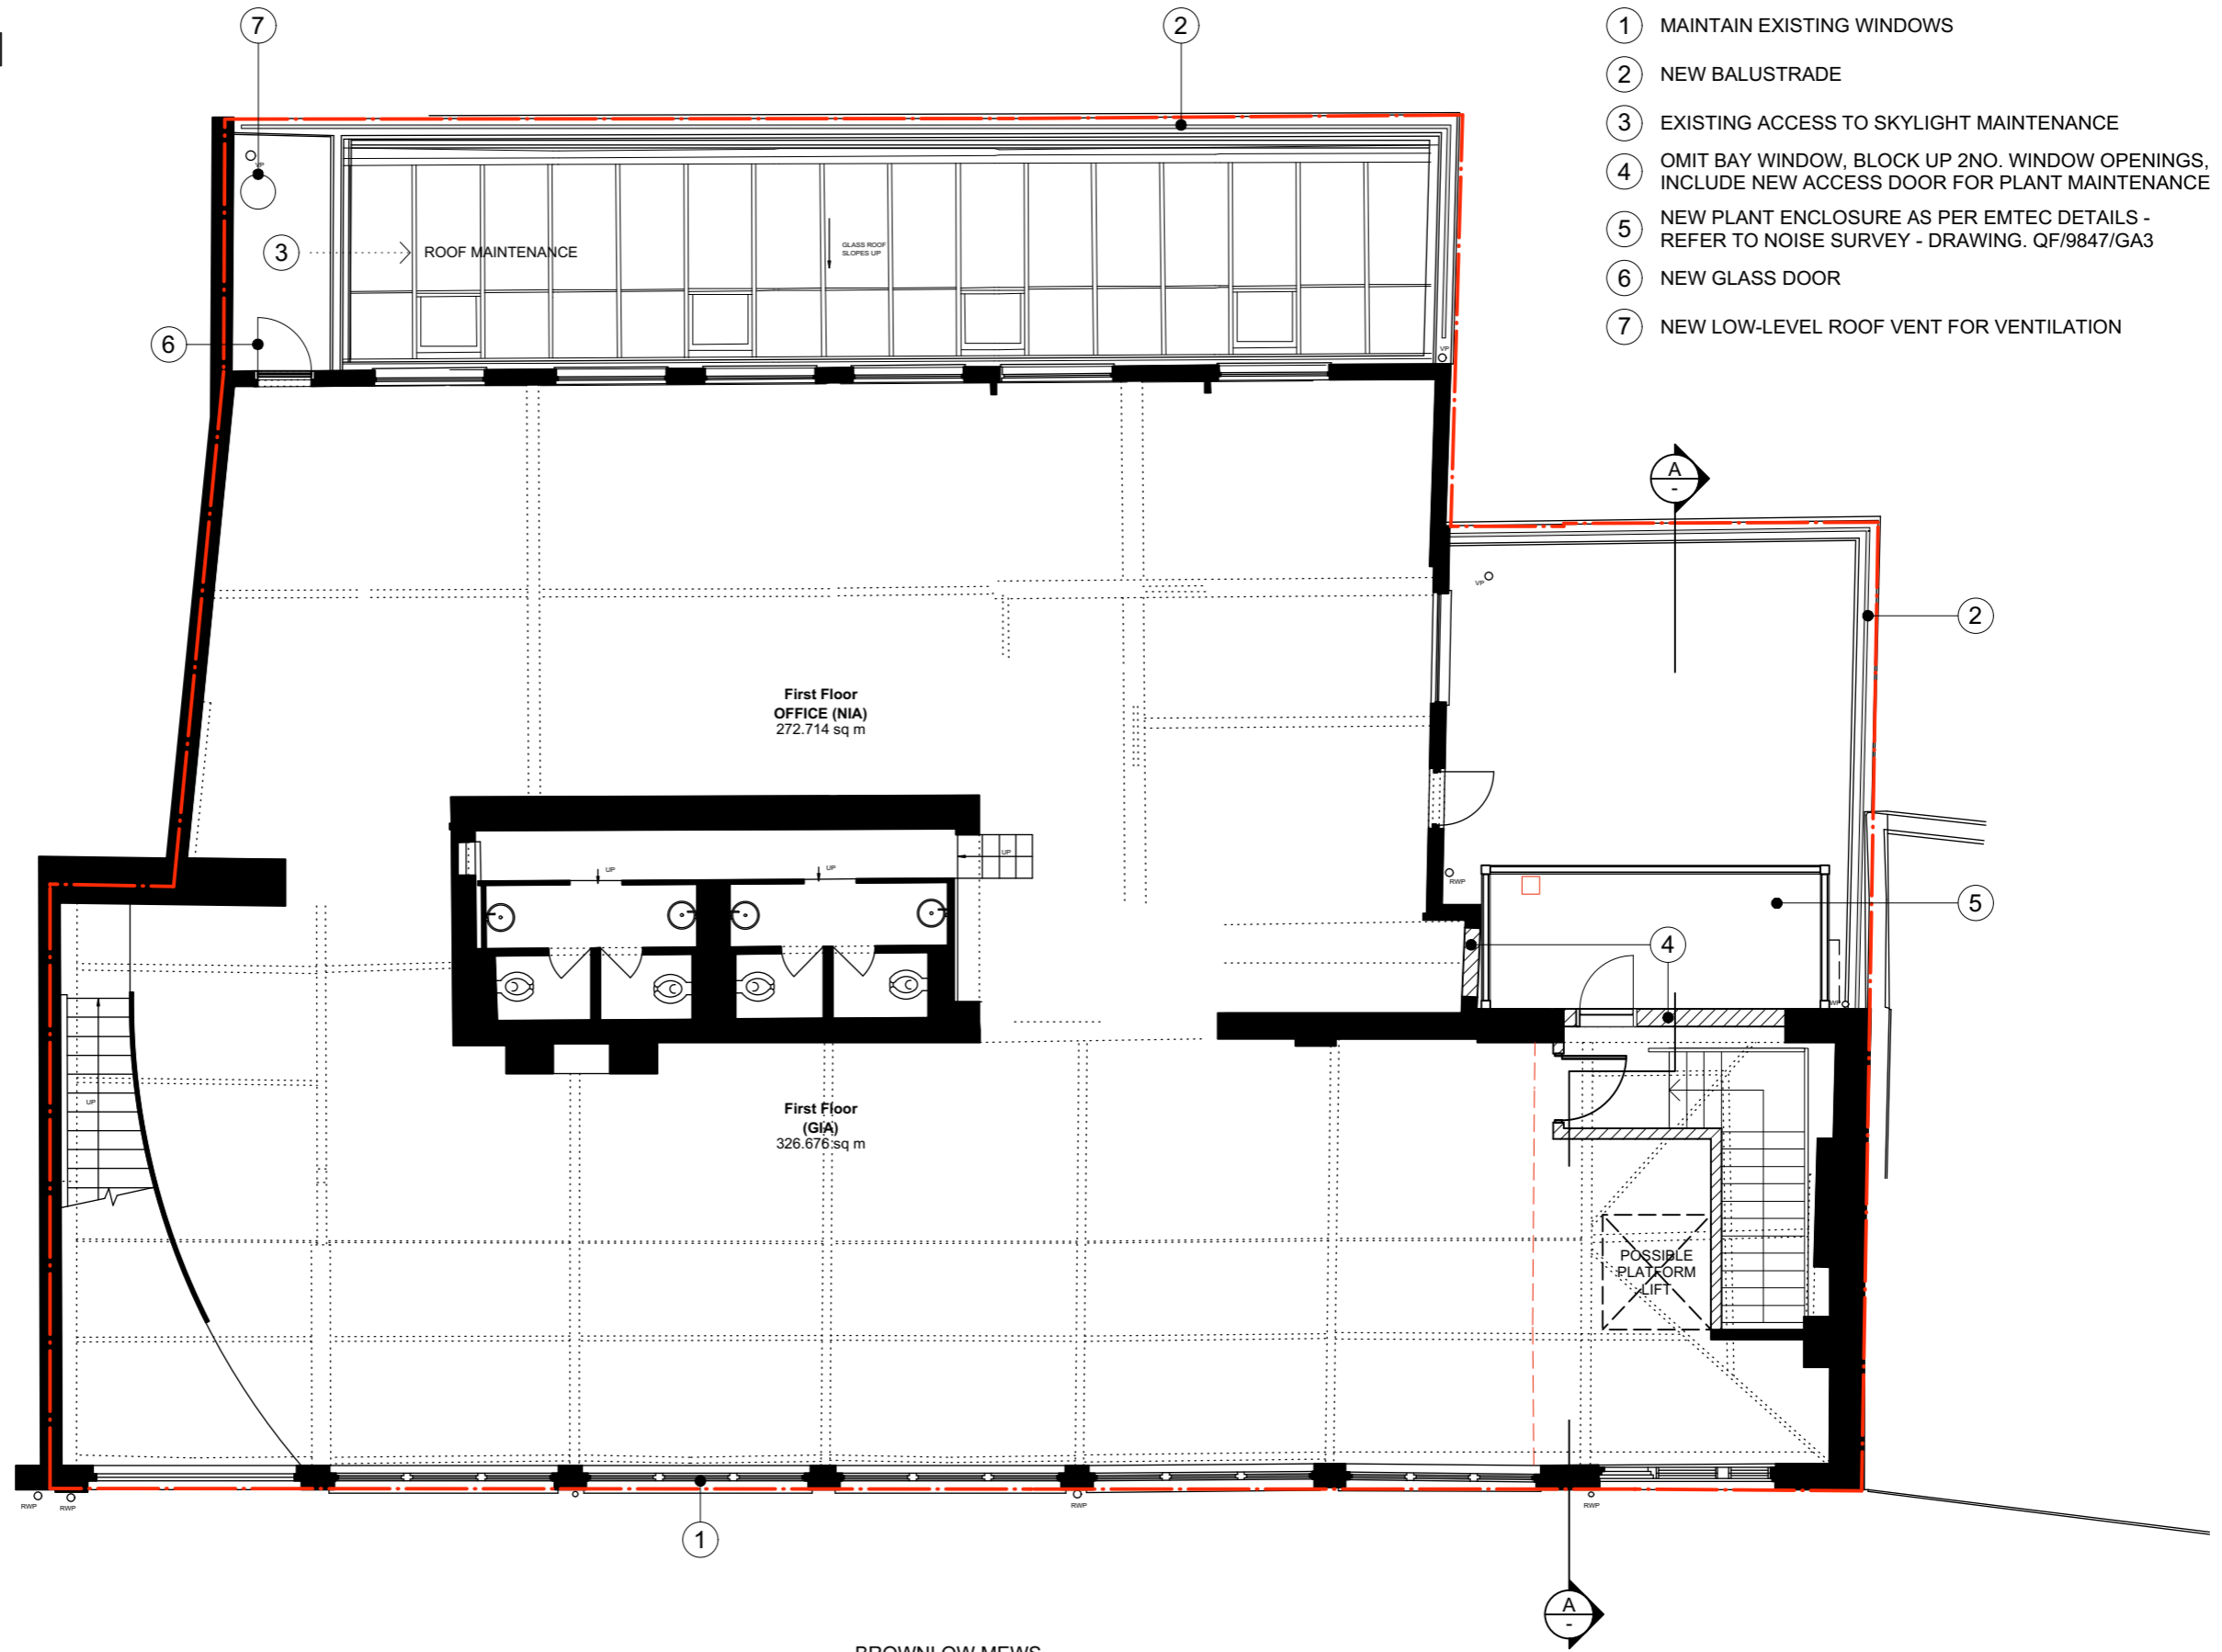 7
2
1 MAINTAIN EXISTING WINDOWS
2 NEW BALUSTRADE
3 EXISTING ACCESS TO SKYLIGHT MAINTENANCE
4 OMIT BAY WINDOW, BLOCK UP 2NO. WINDOW OPENINGS,
INCLUDE NEW ACCESS DOOR FOR PLANT MAINTENANCE
5 NEW PLANT ENCLOSURE AS PER EMTEC DETAILS -
REFER TO NOISE SURVEY - DRAWING. QF/9847/GA3
6 NEW GLASS DOOR
7 NEW LOW-LEVEL ROOF VENT FOR VENTILATION
VP
3 ROOF MAINTENANCE
GLASS ROOF
SLOPES UP
6
VP
A
-
VP
2
First Floor
OFFICE (NIA)
272.714 sq m
UP
UP
UP
RWP
5
4
UP
First Floor
(GIA)
326.676 sq m
POSSIBLE
PLATFORM
LIFT
RWP
RWP
RWP
RWP
1
A
-
BROWNLOW MEWS